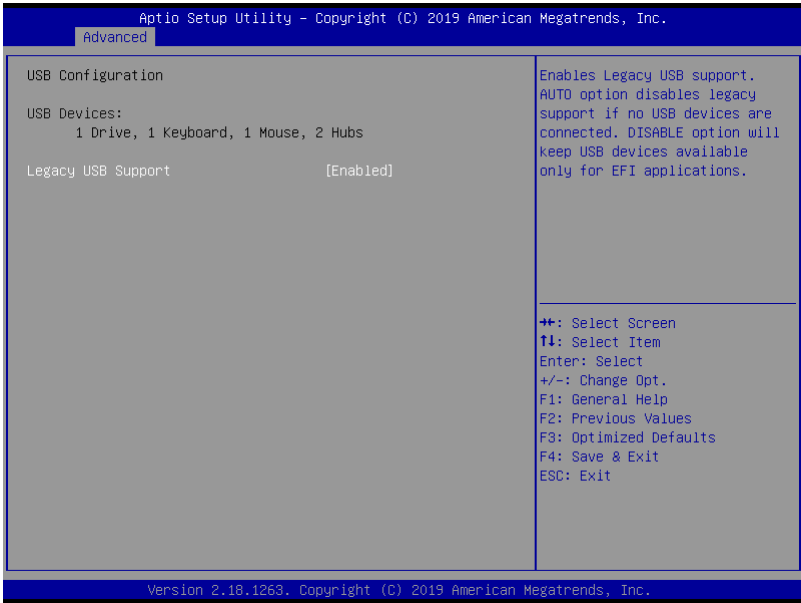 Aptio Setup Utility – Copyright (C) 2019 American Megatrends, Inc.
Advanced
USB Configuration
USB Devices:
1 Drive, 1 Keyboard, 1 Mouse, 2 Hubs
Legacy USB Support [Enabled]
Enables Legacy USB support.
AUTO option disables legacy
support if no USB devices are
connected. DISABLE option will
keep USB devices available
only for EFI applications.
→←: Select Screen
↑↓: Select Item
Enter: Select
+/-: Change Opt.
F1: General Help
F2: Previous Values
F3: Optimized Defaults
F4: Save & Exit
ESC: Exit
Version 2.18.1263. Copyright (C) 2019 American Megatrends, Inc.